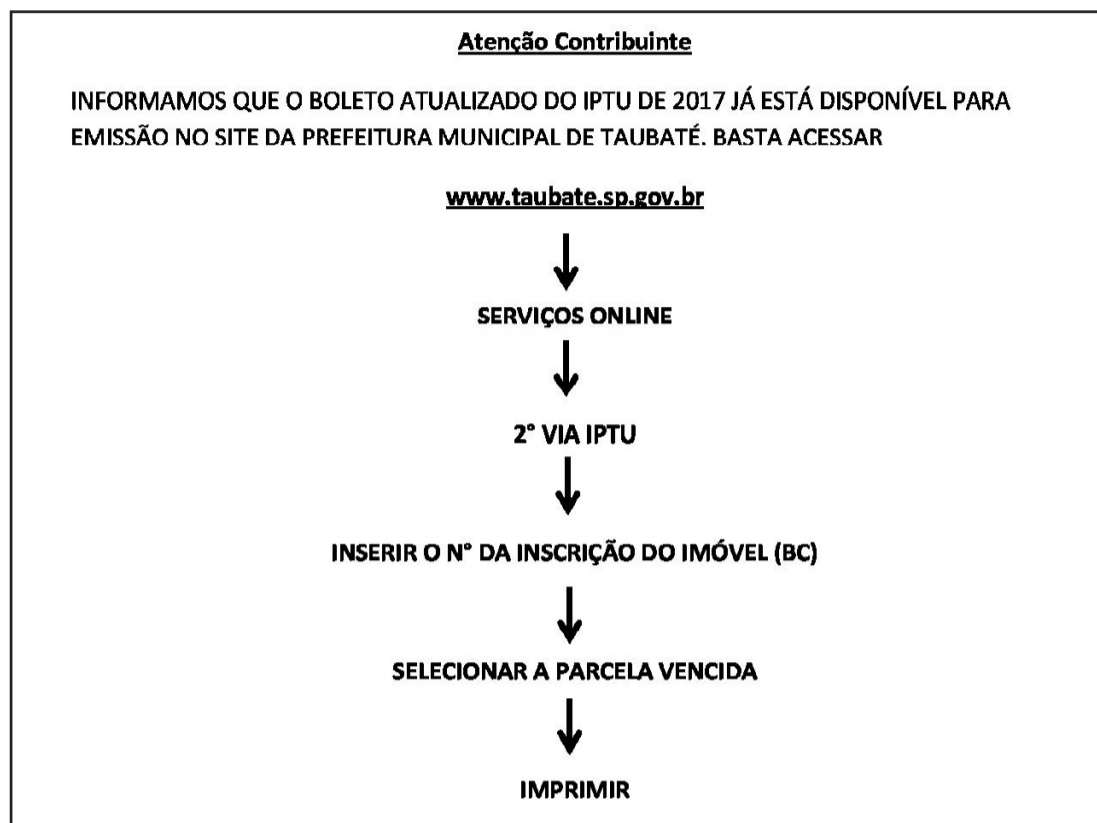 Atenção Contribuinte
INFORMAMOS QUE O BOLETO ATUALIZADO DO IPTU DE 2017 JÁ ESTÁ DISPONÍVEL PARA
EMISSÃO NO SITE DA PREFEITURA MUNICIPAL DE TAUBATÉ. BASTA ACESSAR
www.taubate.sp.gov.br
SERVIÇOS ONLINE
2° VIA IPTU
INSERIR O N° DA INSCRIÇÃO DO IMÓVEL (BC)
SELECIONAR A PARCELA VENCIDA
IMPRIMIR